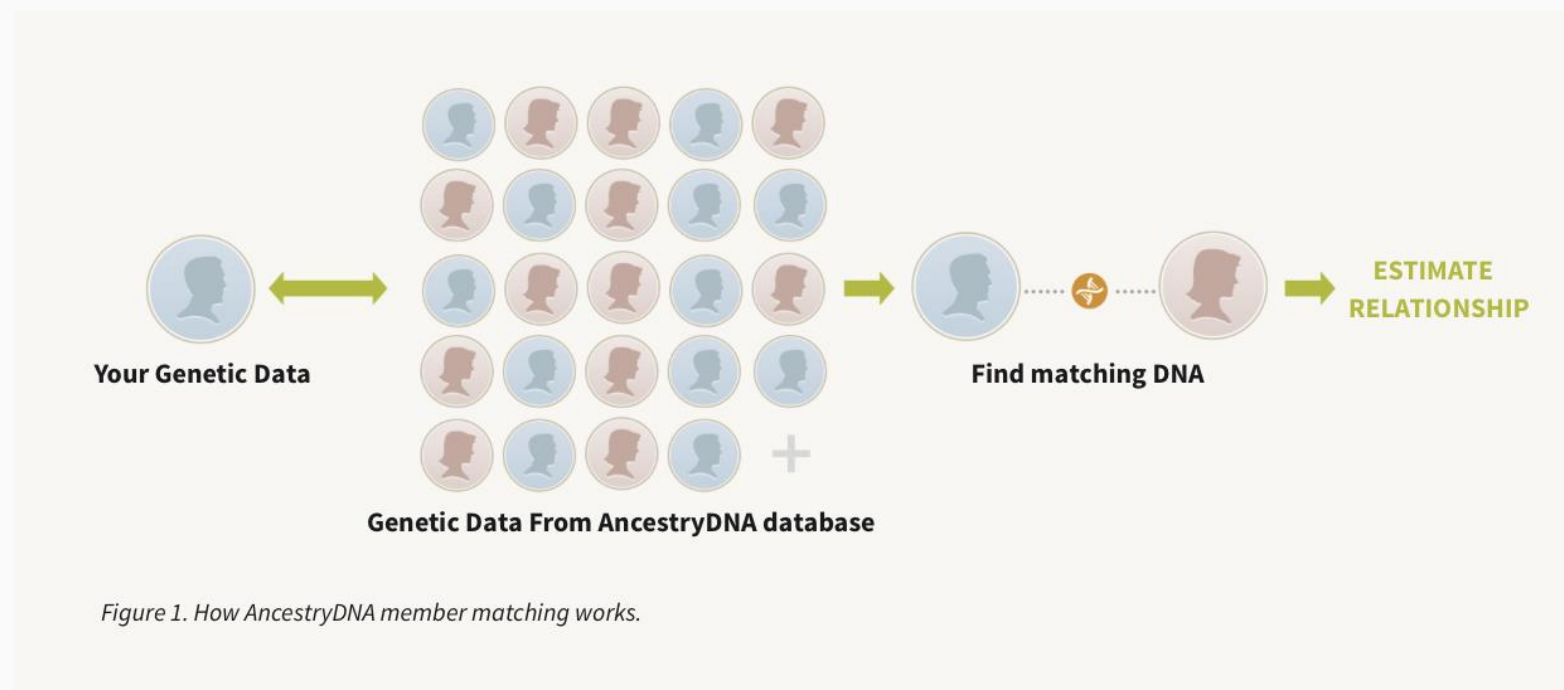 Your Genetic Data
Genetic Data From AncestryDNA database
Find matching DNA
ESTIMATE
RELATIONSHIP
Figure 1. How AncestryDNA member matching works.